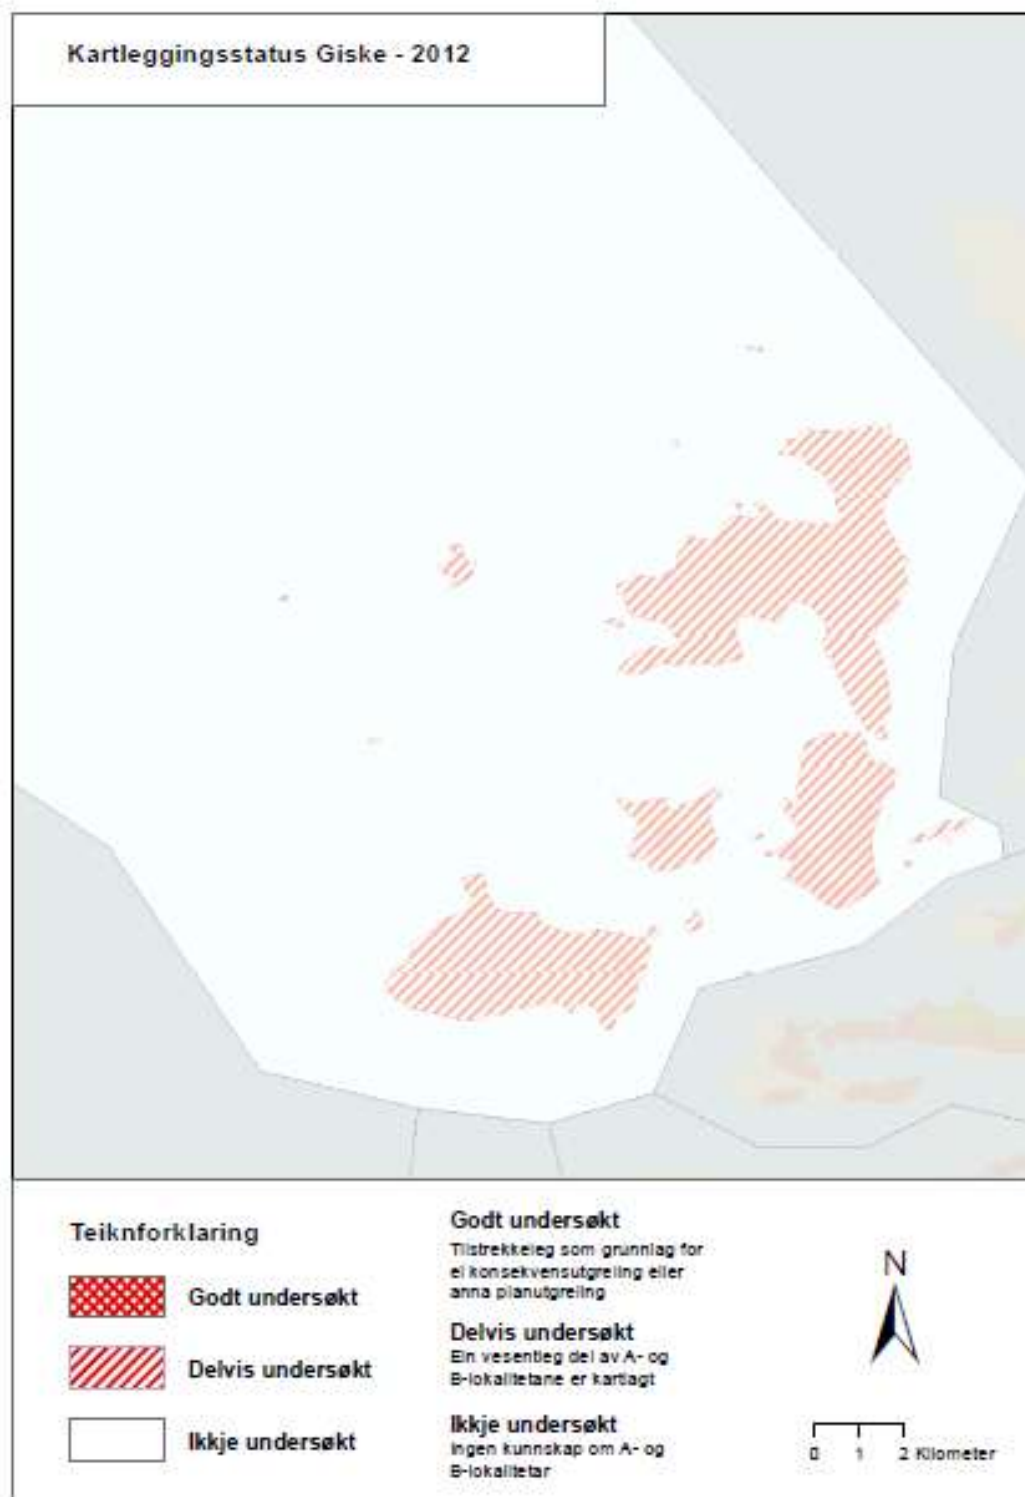 Kartleggingsstatus Giske - 2012
Teiknforklaring
Godt undersøkt
Delvis undersøkt
Ikkje undersøkt
Godt undersøkt
Tilstrekkeleg som grunnlag for
ei konsekvensutgreiing eller
anna planutgreiing
Delvis undersøkt
Ein vesentleg del av A- og
B-lokalitetane er kartlagt
Ikkje undersøkt
Ingen kunnskap om A- og
B-lokalitetar
N
0 1 2 Kilometer